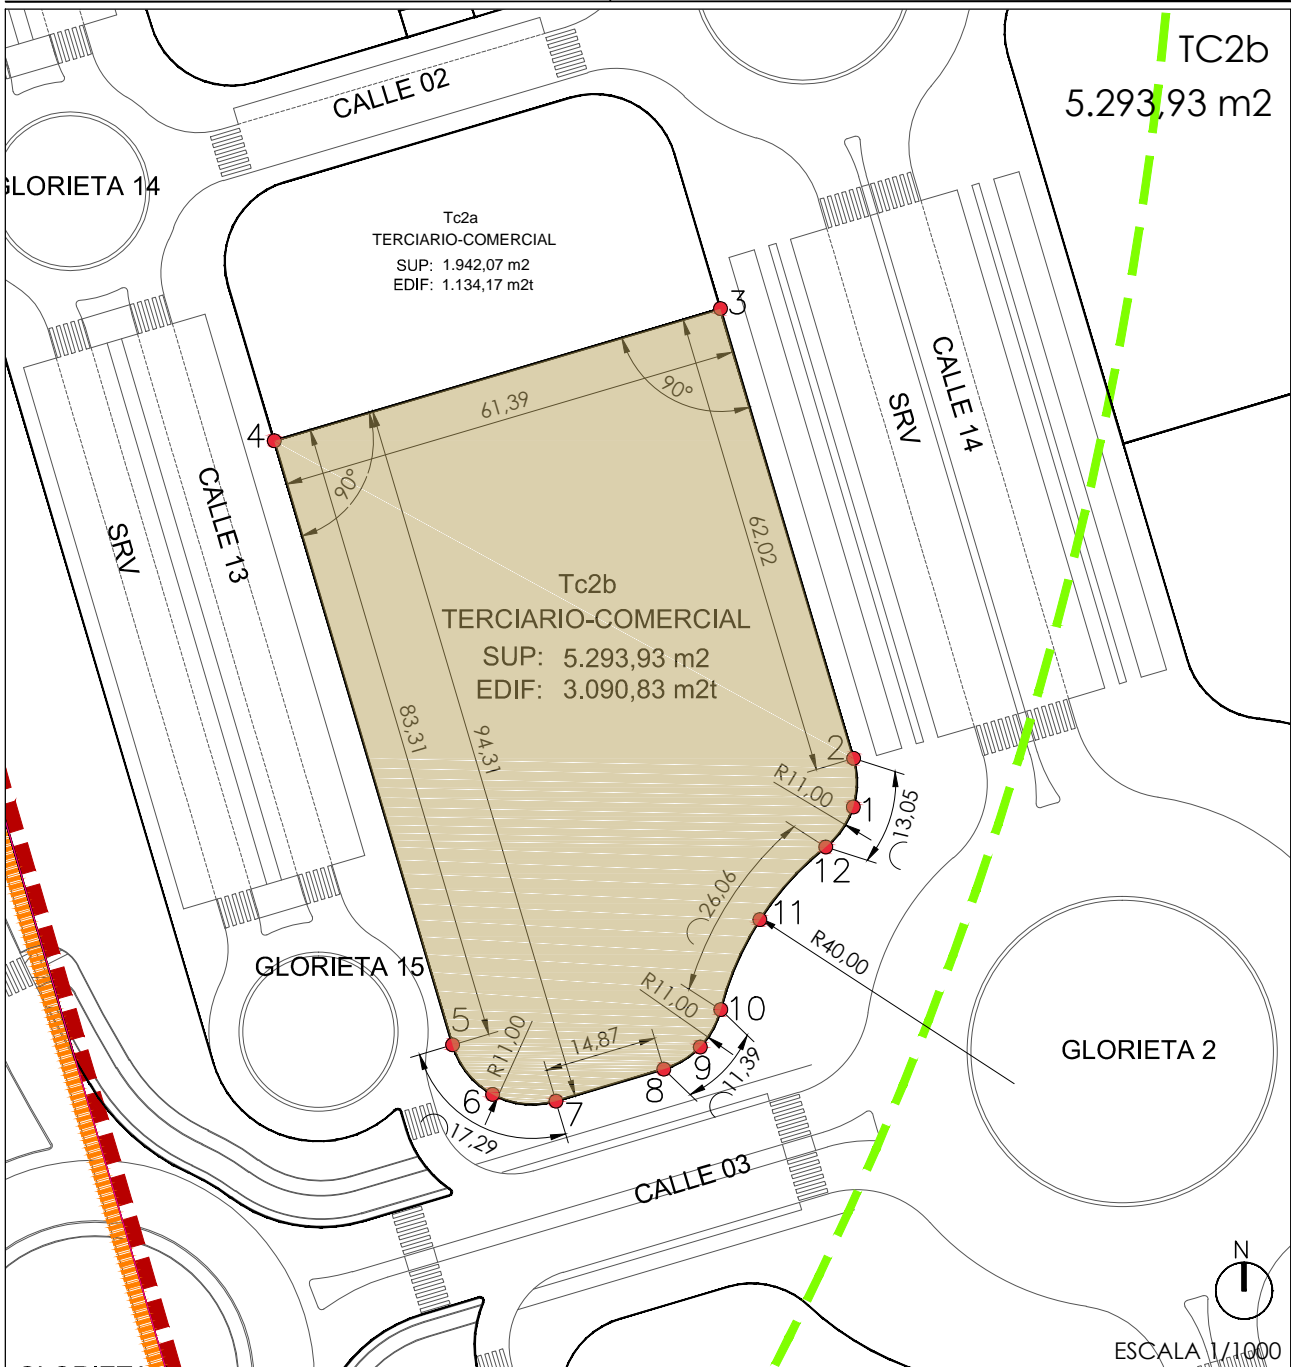 TC2b
5.293,93 m2
CALLE 02
GLORIETA 14
Tc2a
TERCIARIO-COMERCIAL
SUP: 1.942,07 m2
EDIF: 1.134,17 m2t
3
CALLE 14
SRV
90°
61,39
4
90°
CALLE 13
SRV
62,02
Tc2b
TERCIARIO-COMERCIAL
SUP: 5.293,93 m2
EDIF: 3.090,83 m2t
83,31
94,31
2
R11,00
1
13,05
12
26,06
11
R40,00
GLORIETA 15
R11,00
10
5
R11,00
14,87
9
8
11,39
GLORIETA 2
6
7
17,29
CALLE 03
N
ESCALA 1/1000